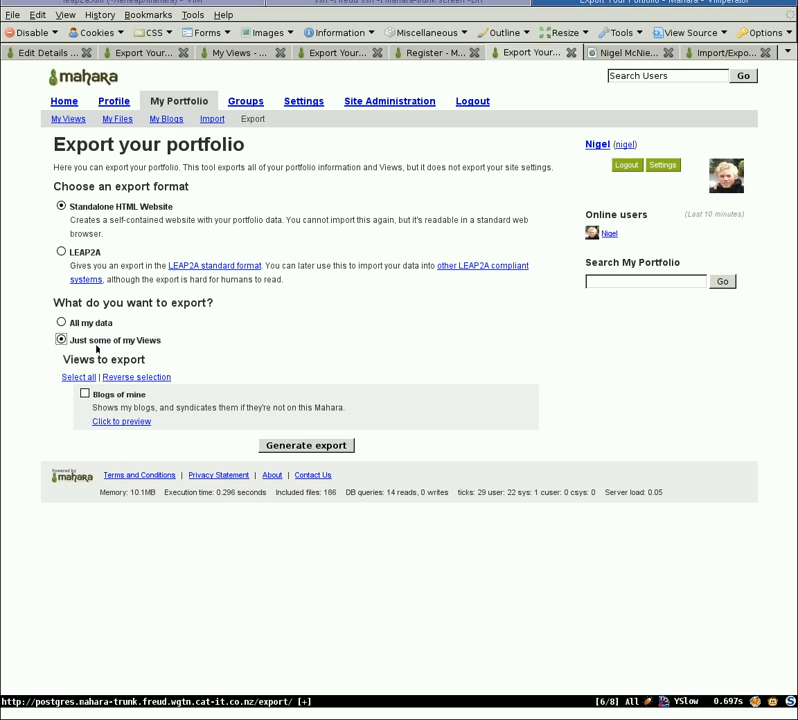 leap2a.xml (~/helleap/mahara) - VIM
Export Your Portfolio - Mahara - Vimperator
File Edit View History Bookmarks Tools Help
Disable Cookies CSS Forms Images Information Miscellaneous Outline Resize Tools View Source Options
Edit Details ... Export Your... My Views - ... Export Your... Register - M... Export Your... Nigel McNie... Import/Expo...
mahara
Search Users Go
Home Profile My Portfolio Groups Settings Site Administration Logout
My Views My Files My Blogs Import Export
Export your portfolio
Here you can export your portfolio. This tool exports all of your portfolio information and Views, but it does not export your site settings.
Choose an export format
Standalone HTML Website
Creates a self-contained website with your portfolio data. You cannot import this again, but it's readable in a standard web
browser.
LEAP2A
Gives you an export in the LEAP2A standard format. You can later use this to import your data into other LEAP2A compliant
systems, although the export is hard for humans to read.
What do you want to export?
All my data
Just some of my Views
Views to export
Select all | Reverse selection
Blogs of mine
Shows my blogs, and syndicates them if they're not on this Mahara.
Click to preview
Generate export
Nigel (nigel)
Logout Settings
Online users (Last 10 minutes)
Nigel
Search My Portfolio
Go
Powered by
mahara Terms and Conditions | Privacy Statement | About | Contact Us
Memory: 10.1MB Execution time: 0.296 seconds Included files: 186 DB queries: 14 reads, 0 writes ticks: 29 user: 22 sys: 1 cuser: 0 csys: 0 Server load: 0.05
http://postgres.mahara-trunk.freud.wgtn.cat-it.co.nz/export/ [+] [6/8] All YSlow 0.697s